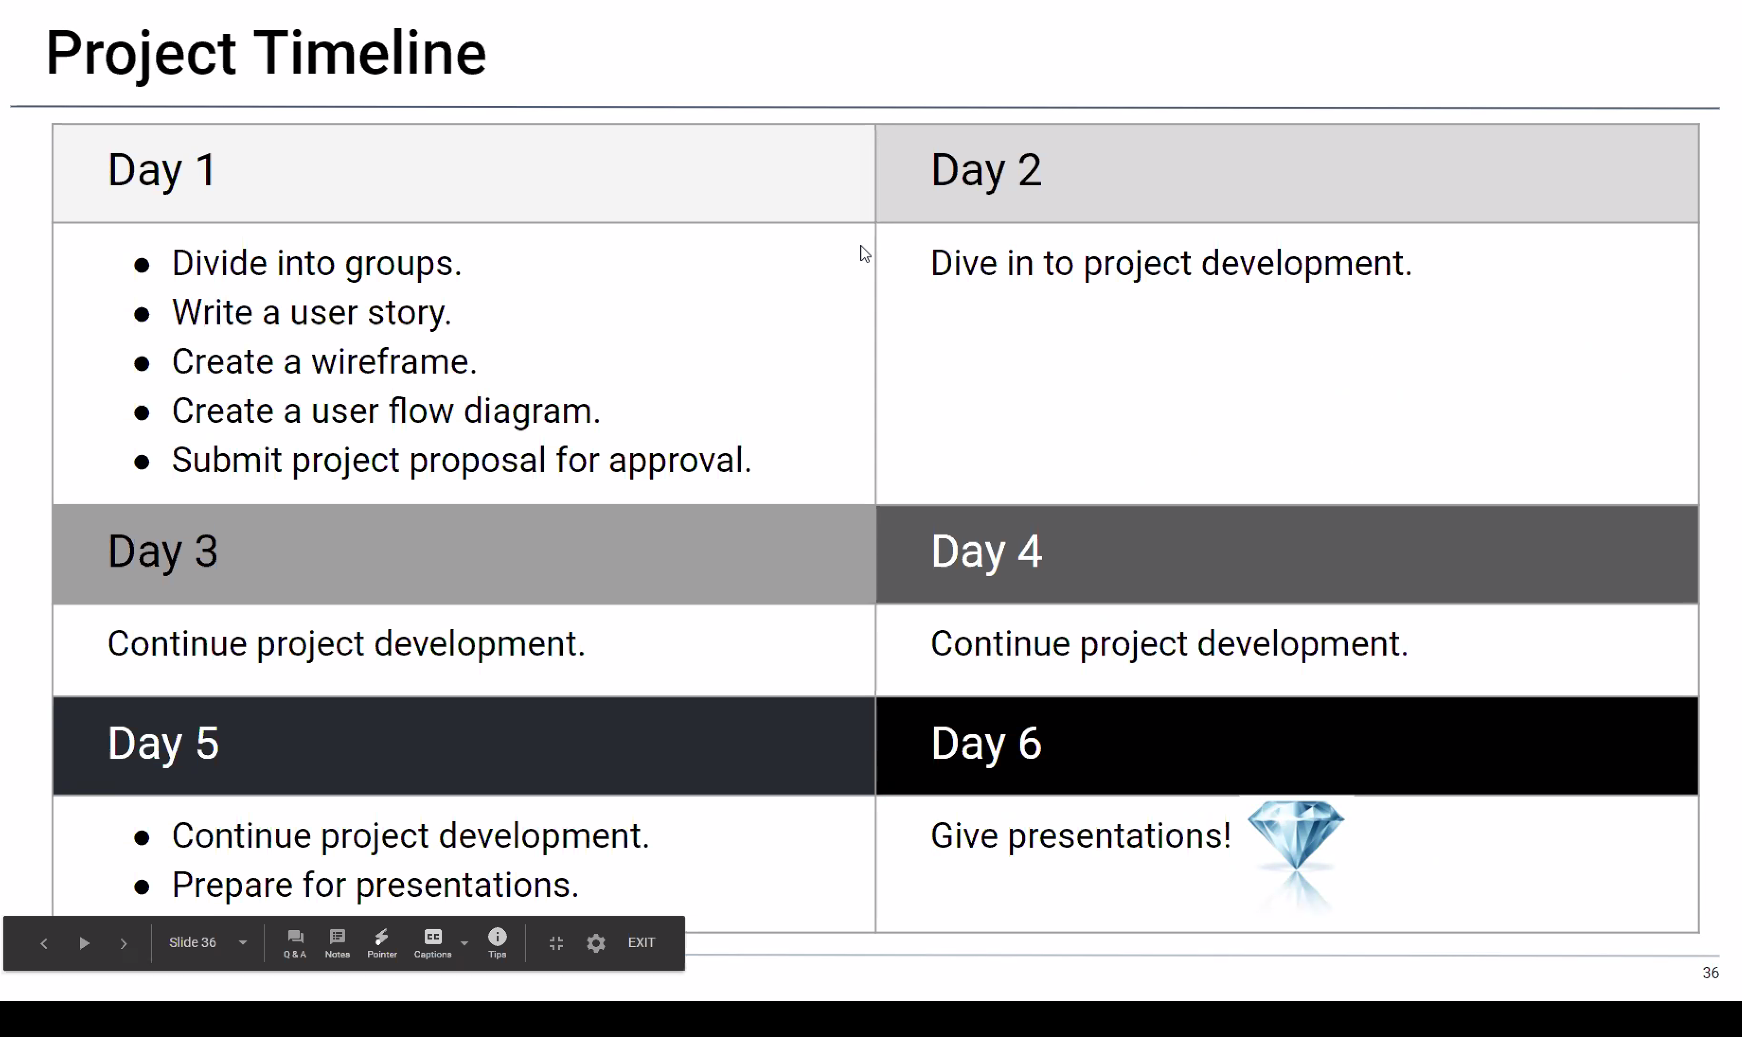 Project Timeline
Day 1
Day 2
● Divide into groups.
● Write a user story.
● Create a wireframe.
● Create a user flow diagram.
● Submit project proposal for approval.
Dive in to project development.
Day 3
Day 4
Continue project development.
Continue project development.
Day 5
Day 6
● Continue project development.
● Prepare for presentations.
Give presentations!
Slide 36
Q & A
Notes
Pointer
CC
Captions
Tips
EXIT
36